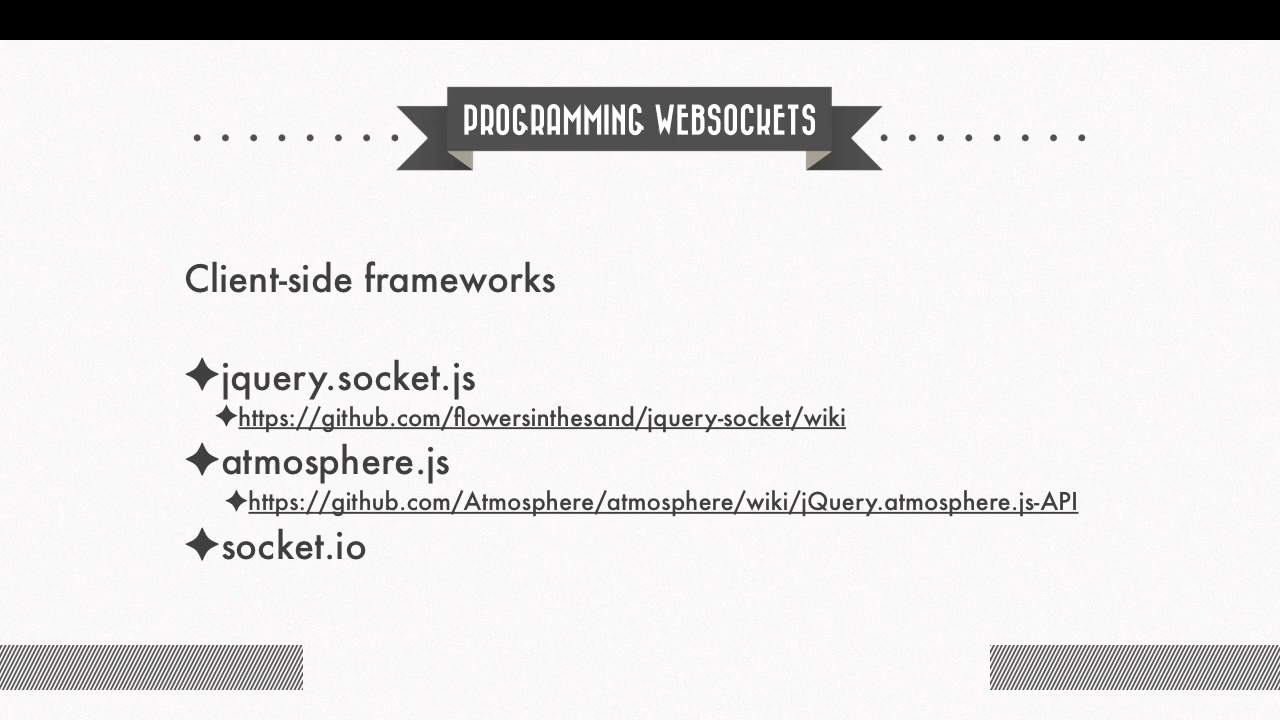 PROGRAMMING WEBSOCKETS
Client-side frameworks
✦jquery.socket.js
✦https://github.com/flowersinthesand/jquery-socket/wiki
✦atmosphere.js
✦https://github.com/Atmosphere/atmosphere/wiki/jQuery.atmosphere.js-API
✦socket.io